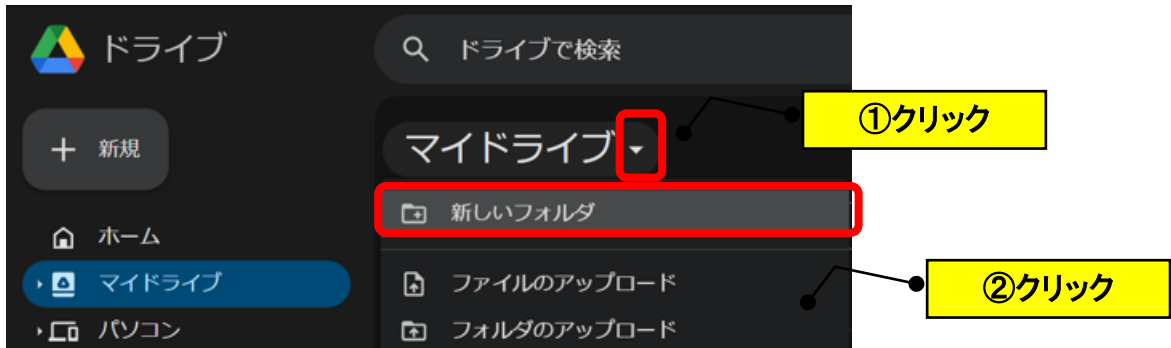 ドライブ
ドライブで検索
①クリック
新規
マイドライブ
新しいフォルダ
ホーム
マイドライブ
ファイルのアップロード
②クリック
パソコン
フォルダのアップロード